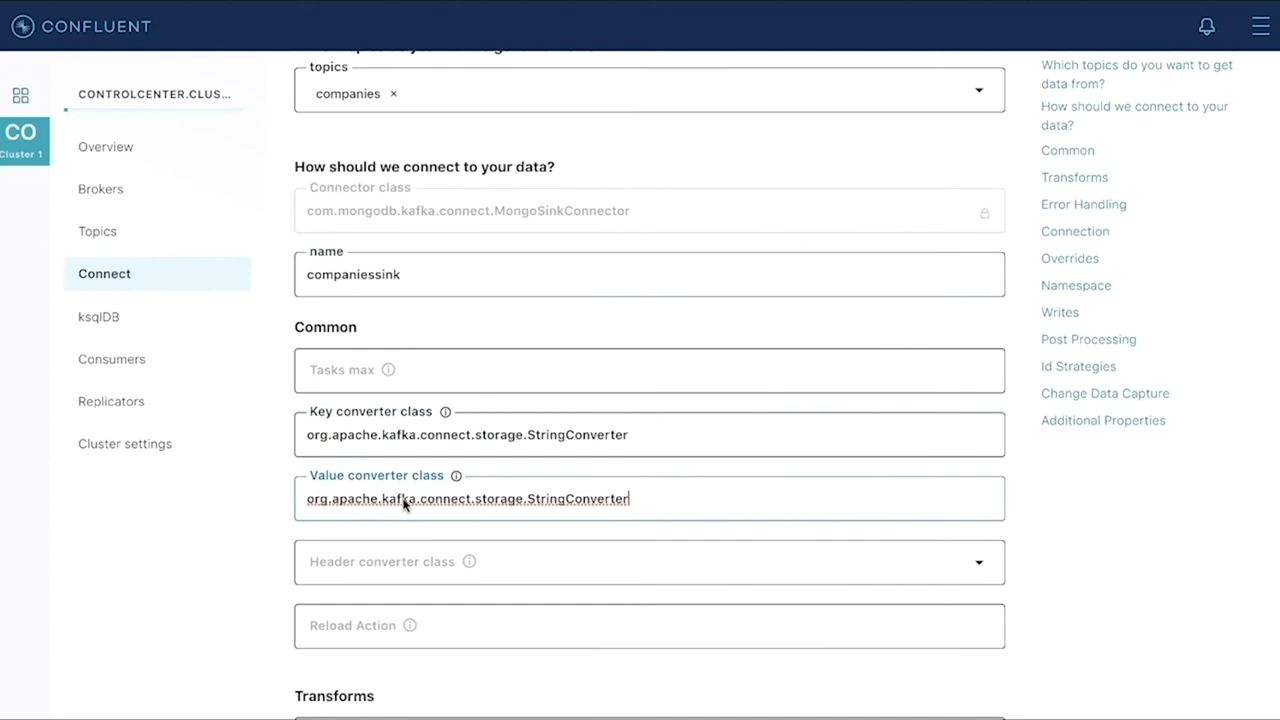 CONFLUENT
CONTROLCENTER.CLUS...
CO
Cluster 1
Overview
Brokers
Topics
Connect
ksqlDB
Consumers
Replicators
Cluster settings
topics
companies ×
How should we connect to your data?
Connector class
com.mongodb.kafka.connect.MongoSinkConnector
name
companiessink
Common
Tasks max
Key converter class
org.apache.kafka.connect.storage.StringConverter
Value converter class
org.apache.kafka.connect.storage.StringConverter
Header converter class
Reload Action
Transforms
Which topics do you want to get
data from?
How should we connect to your
data?
Common
Transforms
Error Handling
Connection
Overrides
Namespace
Writes
Post Processing
Id Strategies
Change Data Capture
Additional Properties